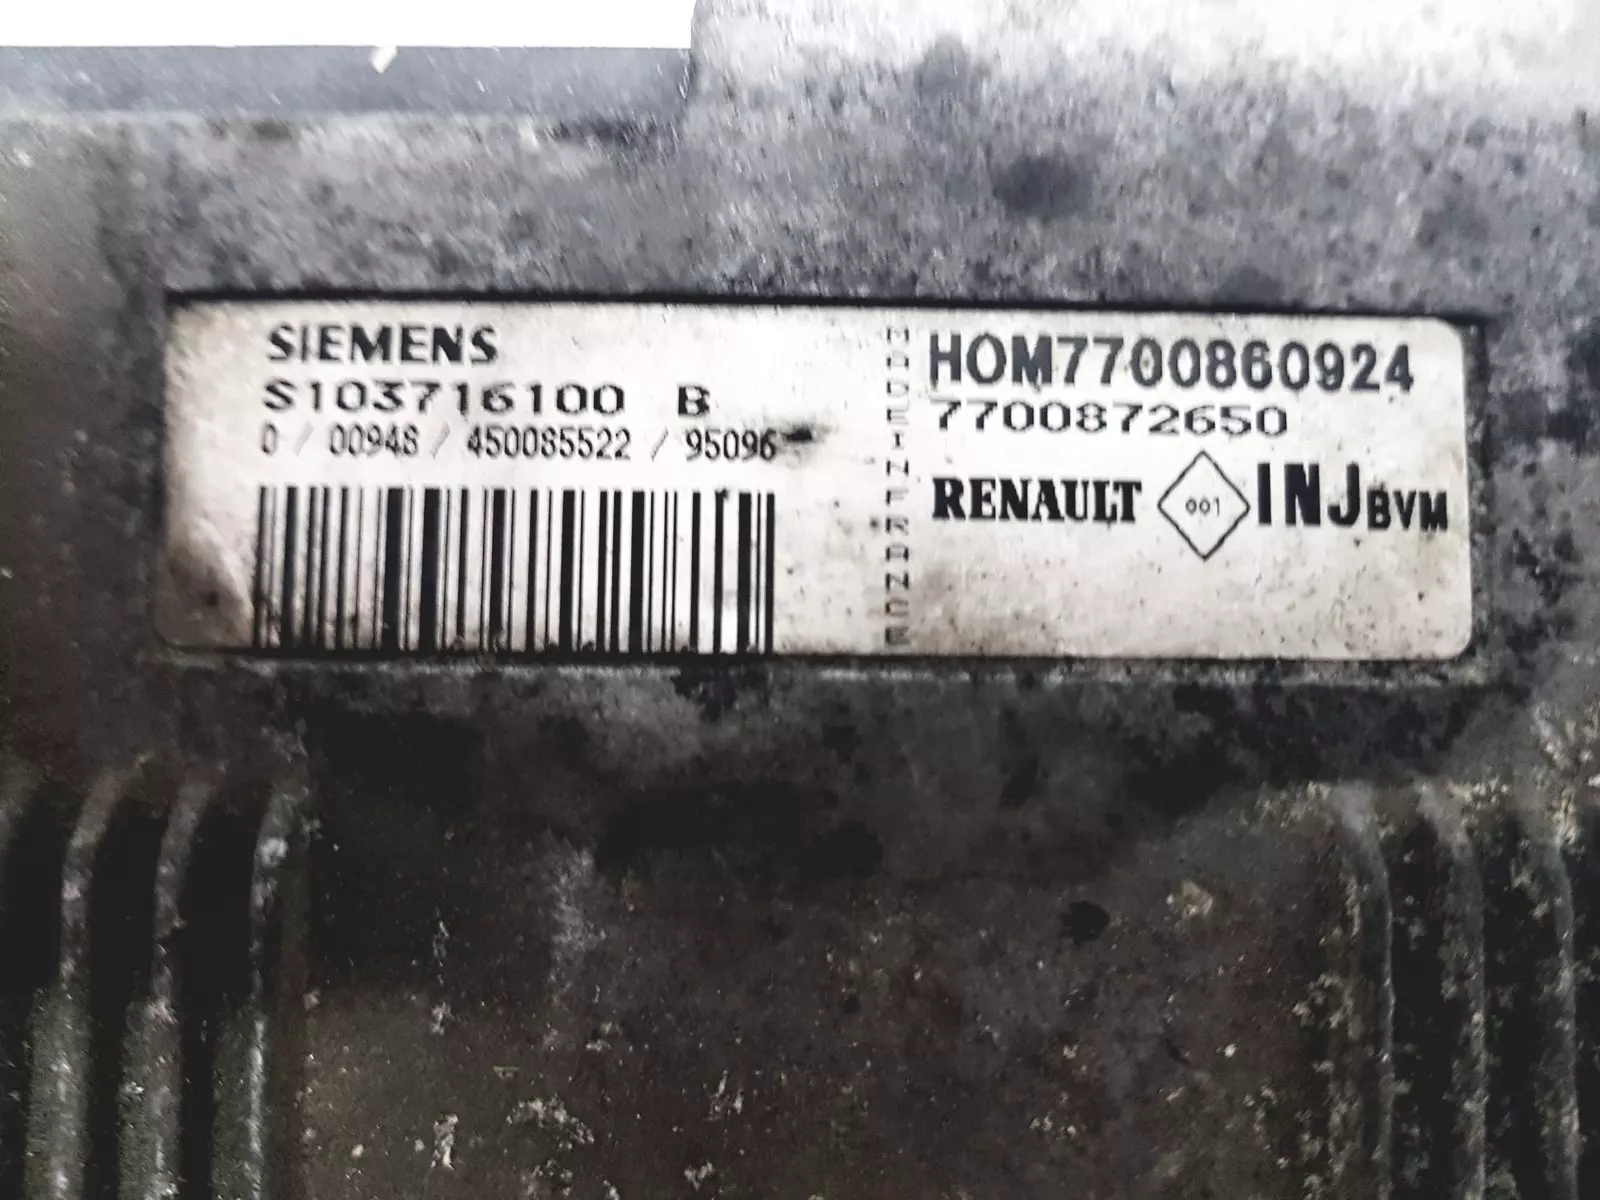 SIEMENS
S103716100 B
0 / 00948 / 450085522 / 95096
MADE IN FRANCE
HOM7700860924
7700872650
RENAULT 001 INJ BVM